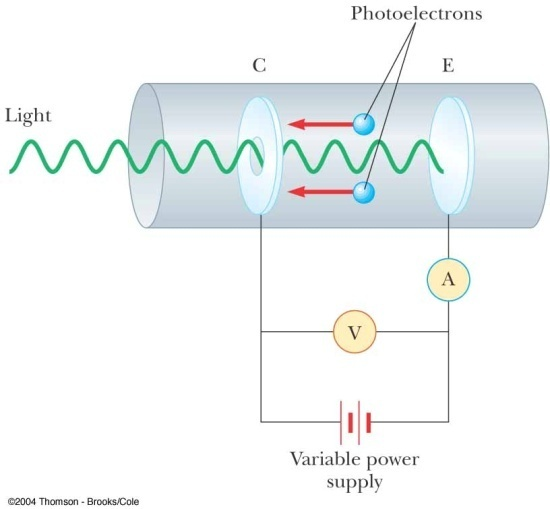 Photoelectrons
C
E
Light
A
V
Variable power
supply
©2004 Thomson - Brooks/Cole